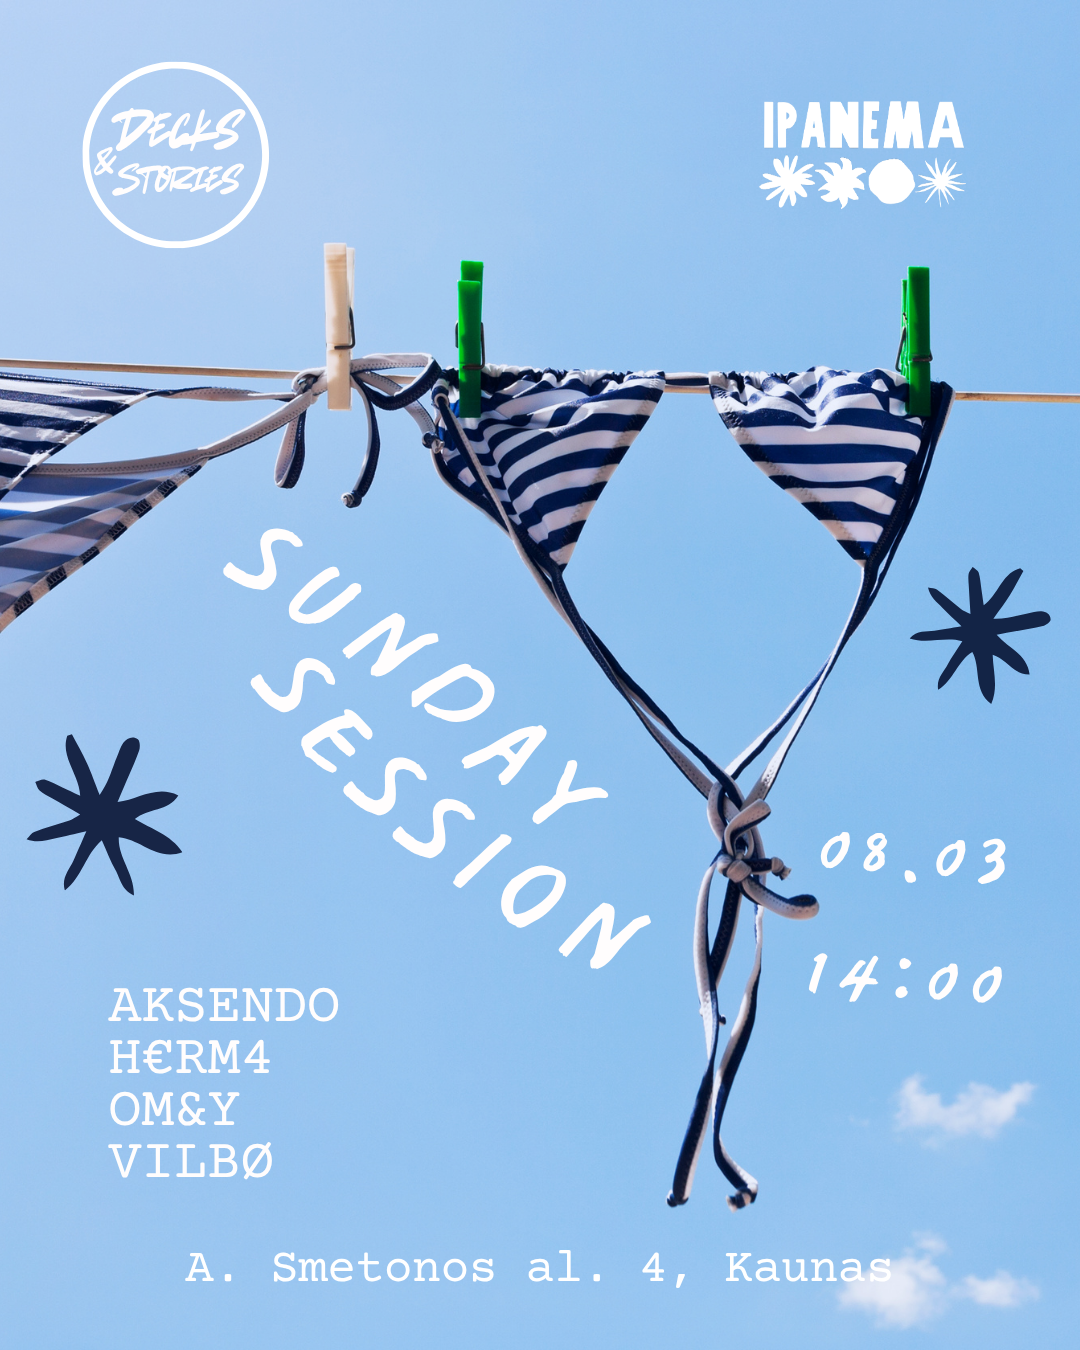 DECKS
& STORIES
IPANEMA
SUNDAY
SESSION
08.03
14:00
AKSENDO
H€RM4
OM&Y
VILBØ
A. Smetonos al. 4, Kaunas